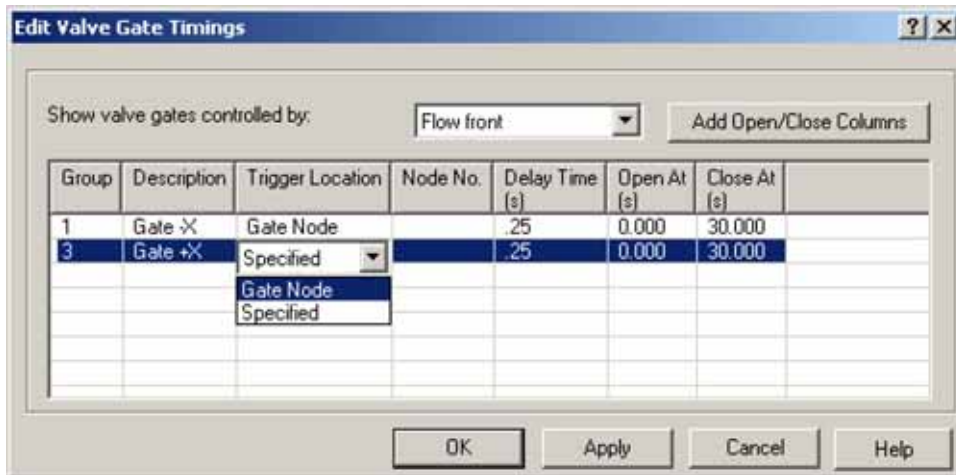 Edit Valve Gate Timings
Show valve gates controlled by: Flow front Add Open/Close Columns
Group Description Trigger Location Node No. Delay Time (s) Open At (s) Close At (s)
1 Gate -X Gate Node .25 0.000 30.000
3 Gate +X Specified .25 0.000 30.000
Gate Node
Specified
OK Apply Cancel Help